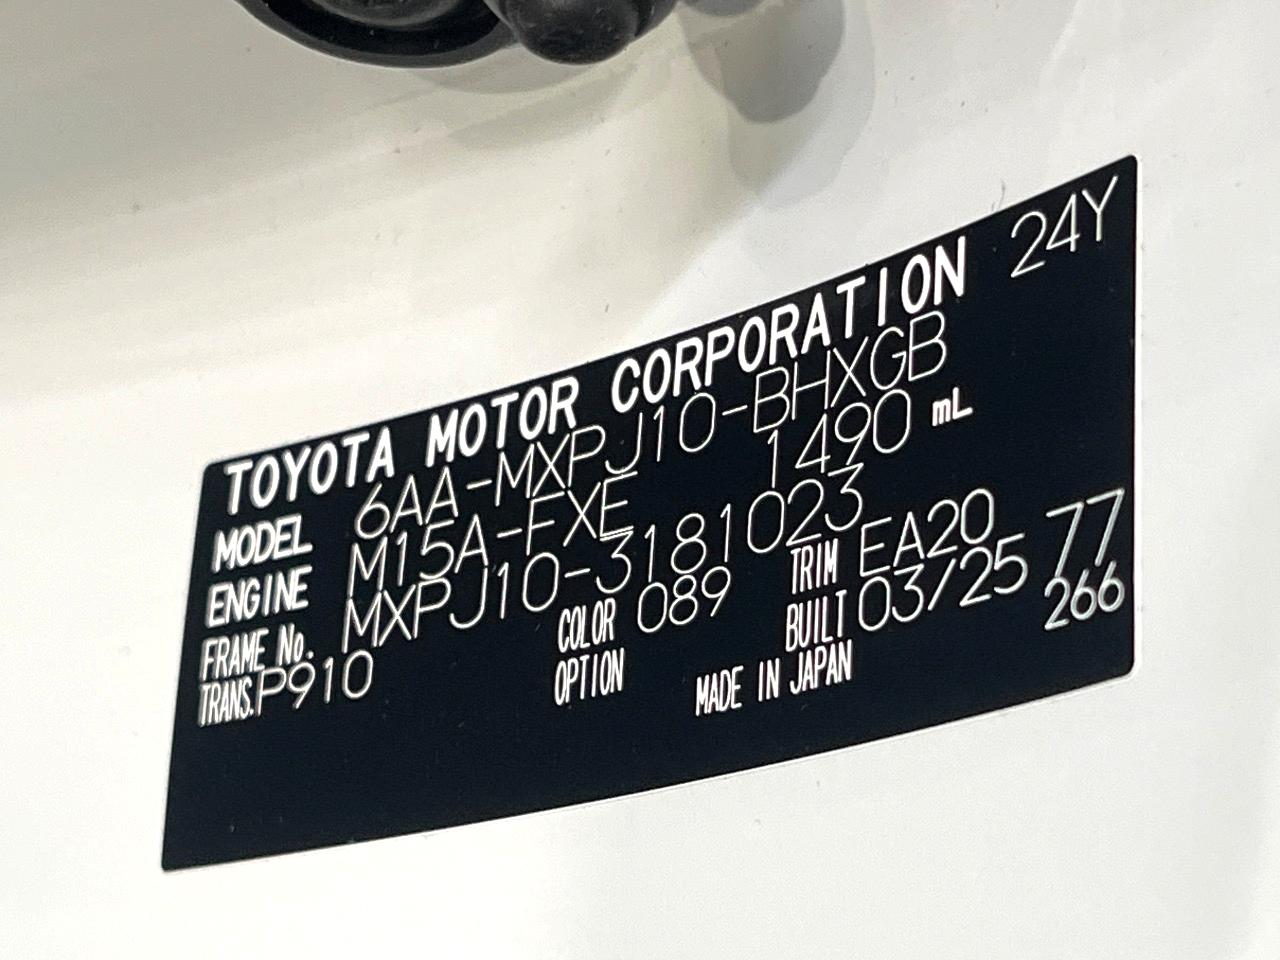 TOYOTA MOTOR CORPORATION 24Y
MODEL 6AA-MXPJ10-BHXGB
ENGINE M15A-FXE 1490 mL
FRAME No. MXPJ10-3181023
TRANS. P910 COLOR 089 TRIM EA20 77
OPTION BUILT 03/25 266
MADE IN JAPAN